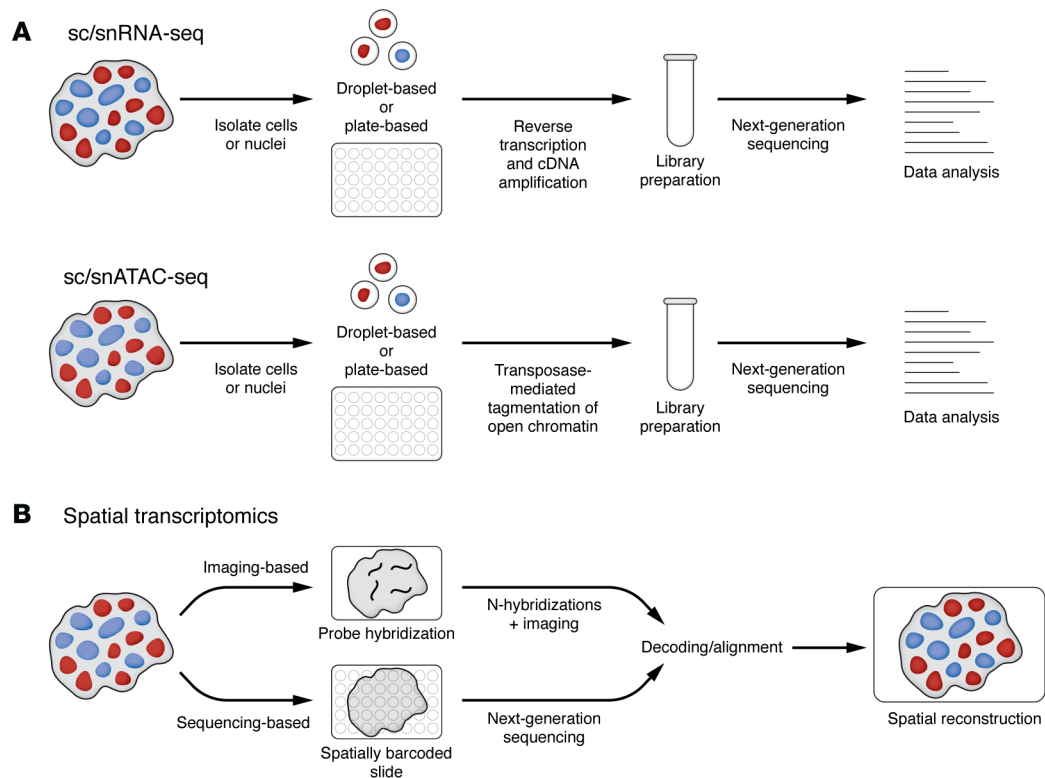 A
sc/snRNA-seq
Isolate cells
or nuclei
Droplet-based
or
plate-based
Reverse
transcription
and cDNA
amplification
Library
preparation
Next-generation
sequencing
Data analysis
sc/snATAC-seq
Isolate cells
or nuclei
Droplet-based
or
plate-based
Transposase-
mediated
tagmentation of
open chromatin
Library
preparation
Next-generation
sequencing
Data analysis
B
Spatial transcriptomics
Imaging-based
Probe hybridization
N-hybridizations
+ imaging
Sequencing-based
Spatially barcoded
slide
Next-generation
sequencing
Decoding/alignment
Spatial reconstruction